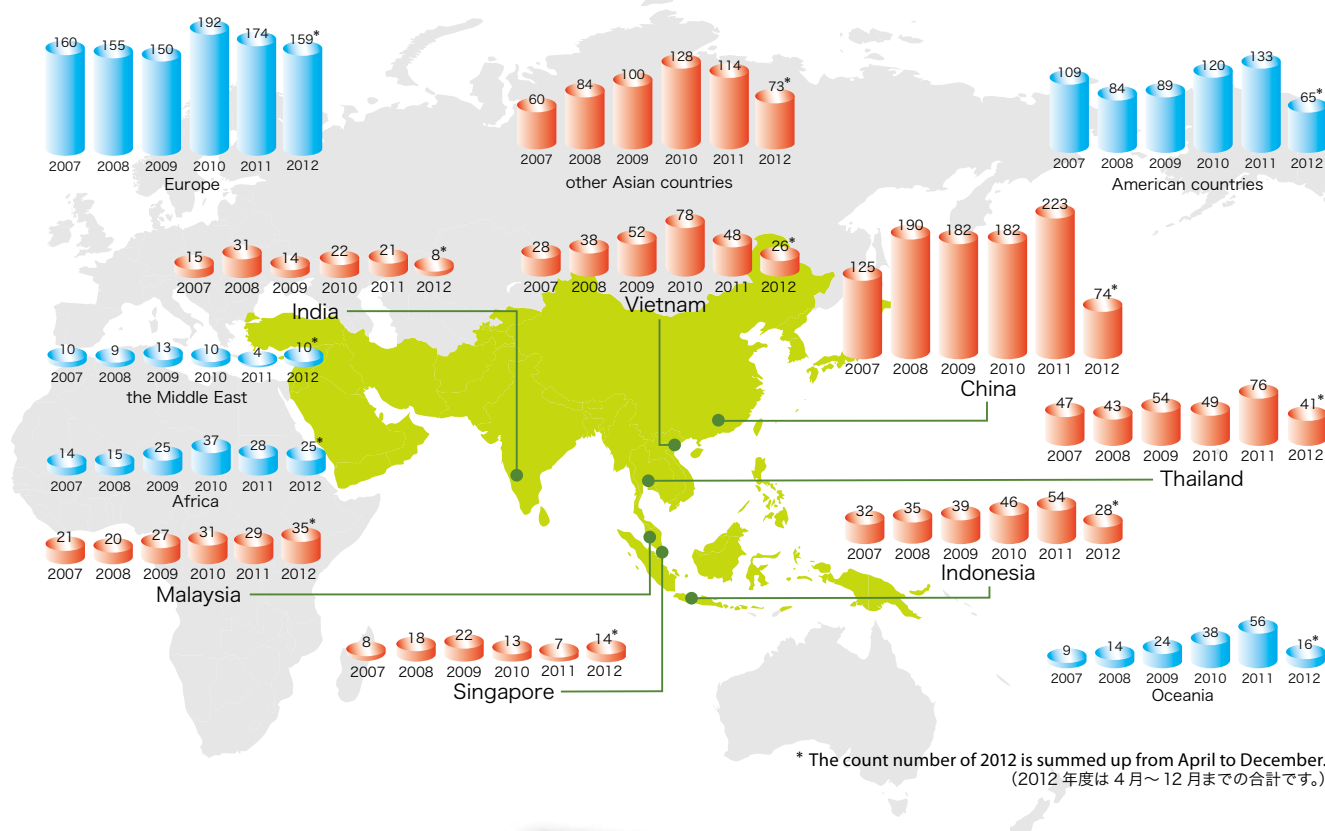 160 155 150 192 174 159*
2007 2008 2009 2010 2011 2012
Europe
60 84 100 128 114 73*
2007 2008 2009 2010 2011 2012
other Asian countries
109 84 89 120 133 65*
2007 2008 2009 2010 2011 2012
American countries
15 31 14 22 21 8*
2007 2008 2009 2010 2011 2012
India
28 38 52 78 48 26*
2007 2008 2009 2010 2011 2012
Vietnam
125 190 182 182 223 74*
2007 2008 2009 2010 2011 2012
China
10 9 13 10 4 10*
2007 2008 2009 2010 2011 2012
the Middle East
47 43 54 49 76 41*
2007 2008 2009 2010 2011 2012
Thailand
14 15 25 37 28 25*
2007 2008 2009 2010 2011 2012
Africa
32 35 39 46 54 28*
2007 2008 2009 2010 2011 2012
Indonesia
21 20 27 31 29 35*
2007 2008 2009 2010 2011 2012
Malaysia
8 18 22 13 7 14*
2007 2008 2009 2010 2011 2012
Singapore
9 14 24 38 56 16*
2007 2008 2009 2010 2011 2012
Oceania
* The count number of 2012 is summed up from April to December.
（2012 年度は 4 月〜 12 月までの合計です。）